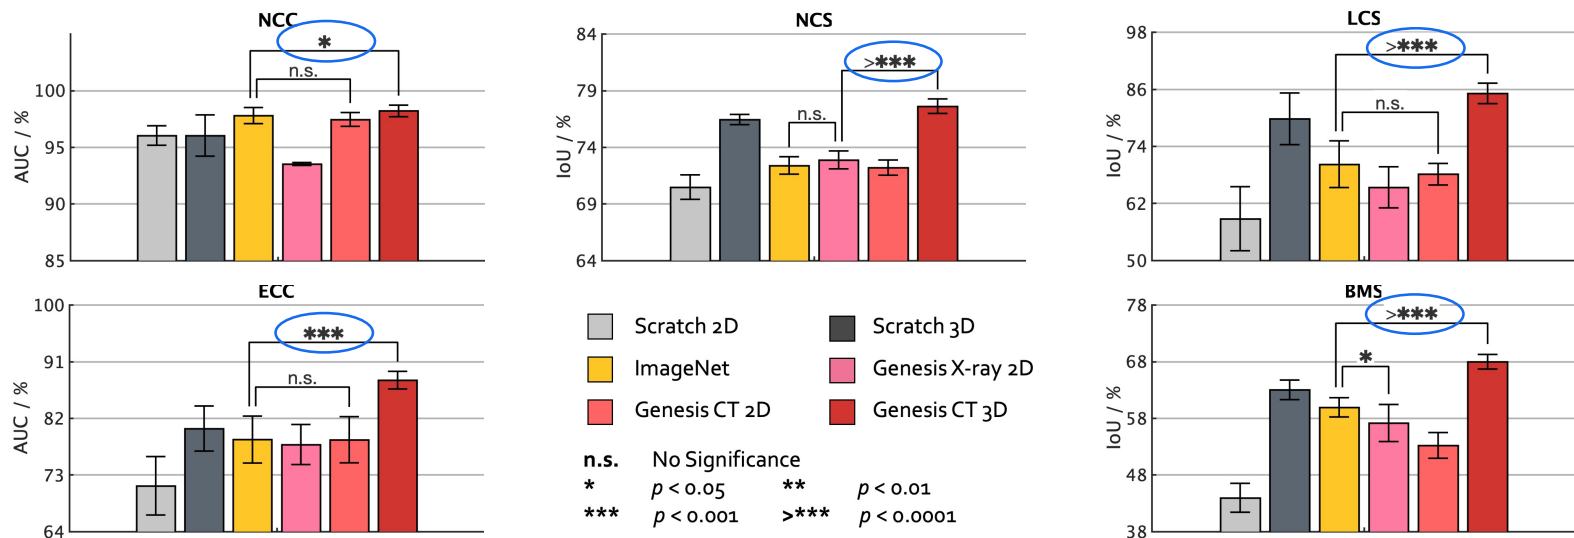 NCC
*
n.s.
100
95
90
85
AUC / %
NCS
>***
n.s.
84
79
74
69
64
IoU / %
LCS
>***
n.s.
98
86
74
62
50
IoU / %
ECC
***
n.s.
100
91
82
73
64
AUC / %
Scratch 2D Scratch 3D
ImageNet Genesis X-ray 2D
Genesis CT 2D Genesis CT 3D
n.s. No Significance
* p < 0.05 ** p < 0.01
*** p < 0.001 >*** p < 0.0001
BMS
>***
*
78
68
58
48
38
IoU / %